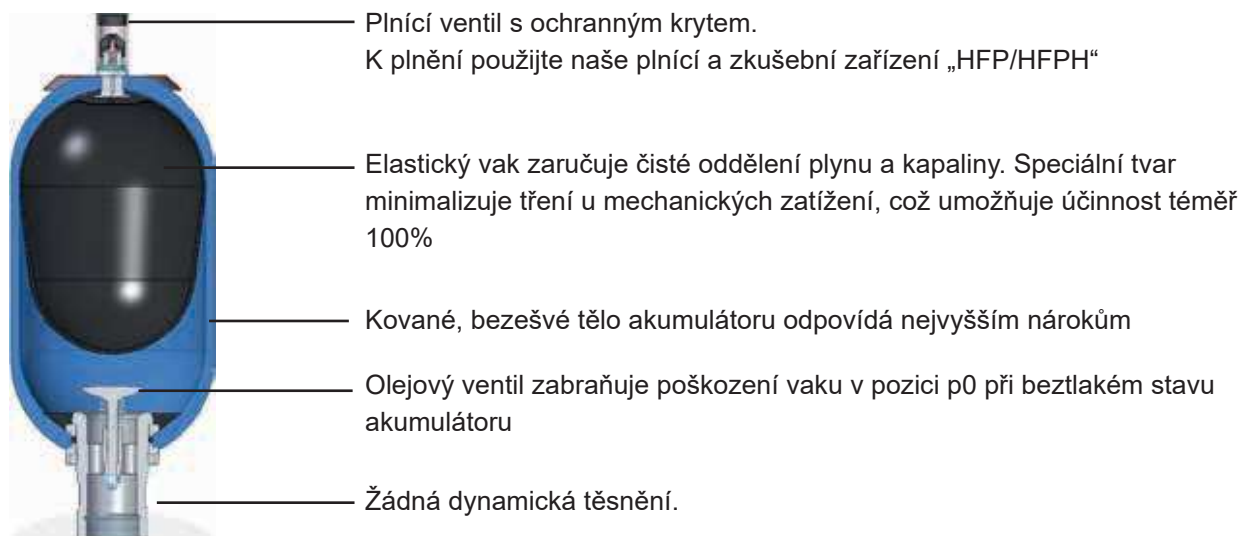 Plnící ventil s ochranným krytem.
K plnění použijte naše plnící a zkušební zařízení „HFP/HFPH“
Elastický vak zaručuje čisté oddělení plynu a kapaliny. Speciální tvar
minimalizuje tření u mechanických zatížení, což umožňuje účinnost téměř
100%
Kované, bezešvé tělo akumulátoru odpovídá nejvyšším nárokům
Olejový ventil zabraňuje poškození vaku v pozici p0 při beztlakém stavu
akumulátoru
Žádná dynamická těsnění.